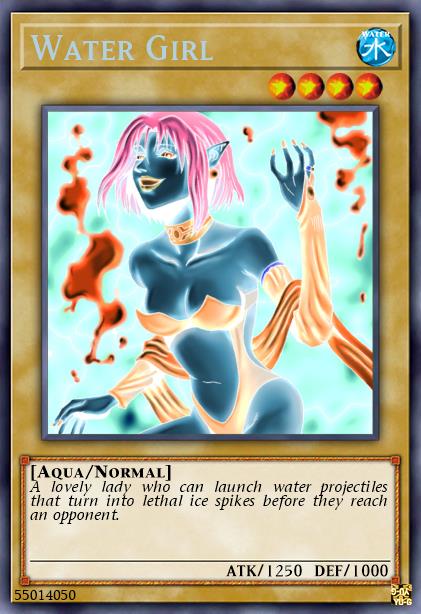 Water Girl
WATER
水
[Aqua/Normal]
A lovely lady who can launch water projectiles
that turn into lethal ice spikes before they reach
an opponent.
ATK/1250 DEF/1000
55014050